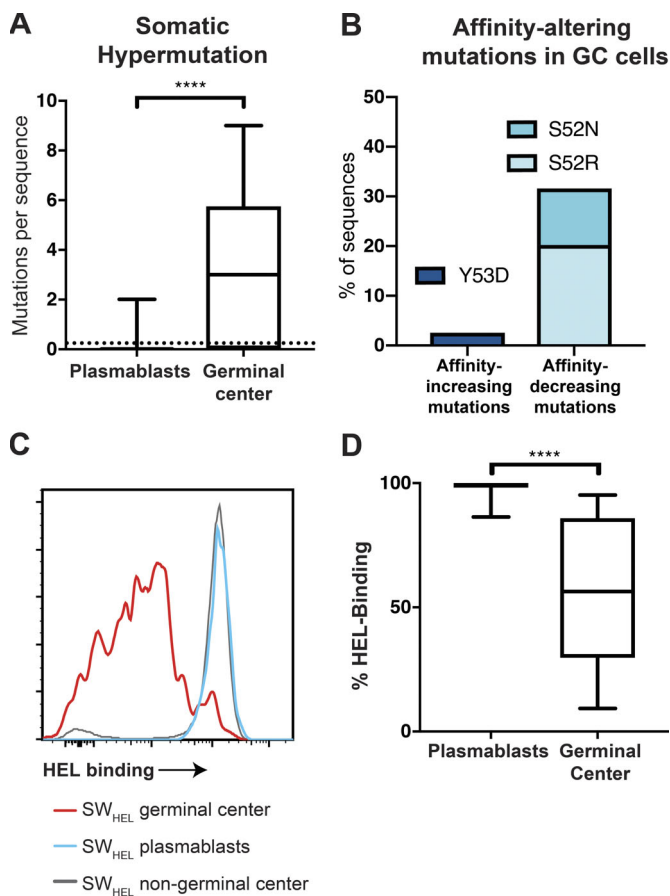 A
Somatic
Hypermutation
****
10
8
6
4
2
0
Mutations per sequence
Plasmablasts
Germinal
center
B
Affinity-altering
mutations in GC cells
50
40
30
20
10
0
% of sequences
S52N
S52R
Y53D
Affinity-
increasing
mutations
Affinity-
decreasing
mutations
C
HEL binding
SWHEL germinal center
SWHEL plasmablasts
SWHEL non-germinal center
D
****
100
50
0
% HEL-Binding
Plasmablasts
Germinal
Center